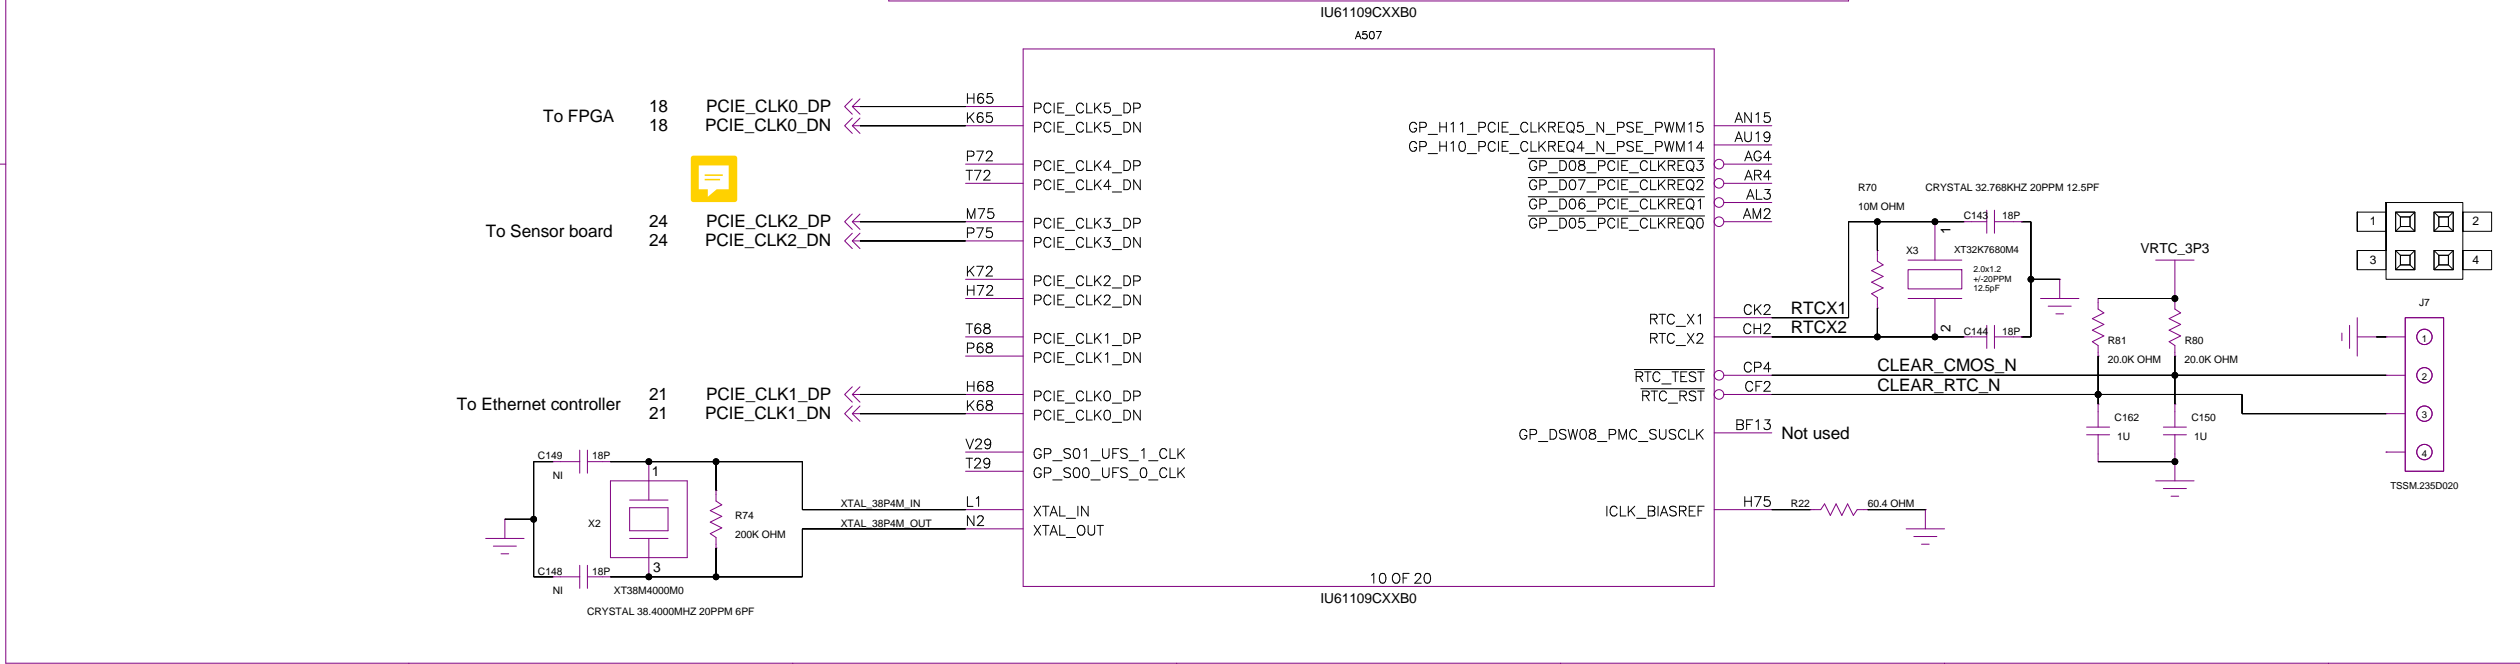 IU61109CXXB0
A507
To FPGA
18 PCIE_CLK0_DP
18 PCIE_CLK0_DN
To Sensor board
24 PCIE_CLK2_DP
24 PCIE_CLK2_DN
To Ethernet controller
21 PCIE_CLK1_DP
21 PCIE_CLK1_DN
H65 PCIE_CLK5_DP
K65 PCIE_CLK5_DN
P72 PCIE_CLK4_DP
T72 PCIE_CLK4_DN
M75 PCIE_CLK3_DP
P75 PCIE_CLK3_DN
K72 PCIE_CLK2_DP
H72 PCIE_CLK2_DN
T68 PCIE_CLK1_DP
P68 PCIE_CLK1_DN
H68 PCIE_CLK0_DP
K68 PCIE_CLK0_DN
V29 GP_S01_UFS_1_CLK
T29 GP_S00_UFS_0_CLK
XTAL_38P4M_IN L1 XTAL_IN
XTAL_38P4M_OUT N2 XTAL_OUT
C149 18P
NI
1
X2
R74
200K OHM
3
C148 18P
NI
XT38M4000M0
CRYSTAL 38.4000MHZ 20PPM 6PF
GP_H11_PCIE_CLKREQ5_N_PSE_PWM15 AN15
GP_H10_PCIE_CLKREQ4_N_PSE_PWM14 AU19
GP_D08_PCIE_CLKREQ3 AG4
GP_D07_PCIE_CLKREQ2 AR4
GP_D06_PCIE_CLKREQ1 AL3
GP_D05_PCIE_CLKREQ0 AM2
RTC_X1 CK2 RTCX1
RTC_X2 CH2 RTCX2
RTC_TEST CP4 CLEAR_CMOS_N
RTC_RST CF2 CLEAR_RTC_N
GP_DSW08_PMC_SUSCLK BF13 Not used
ICLK_BIASREF H75 R22 60.4 OHM
10 OF 20
IU61109CXXB0
R70
10M OHM
CRYSTAL 32.768KHZ 20PPM 12.5PF
C143 18P
1
X3
XT32K7680M4
2.0x1.2
+/-20PPM
12.5pF
2
C144 18P
VRTC_3P3
R81
20.0K OHM
R80
20.0K OHM
C162
1U
C150
1U
1 2
3 4
J7
1
2
3
4
TSSM.235D020